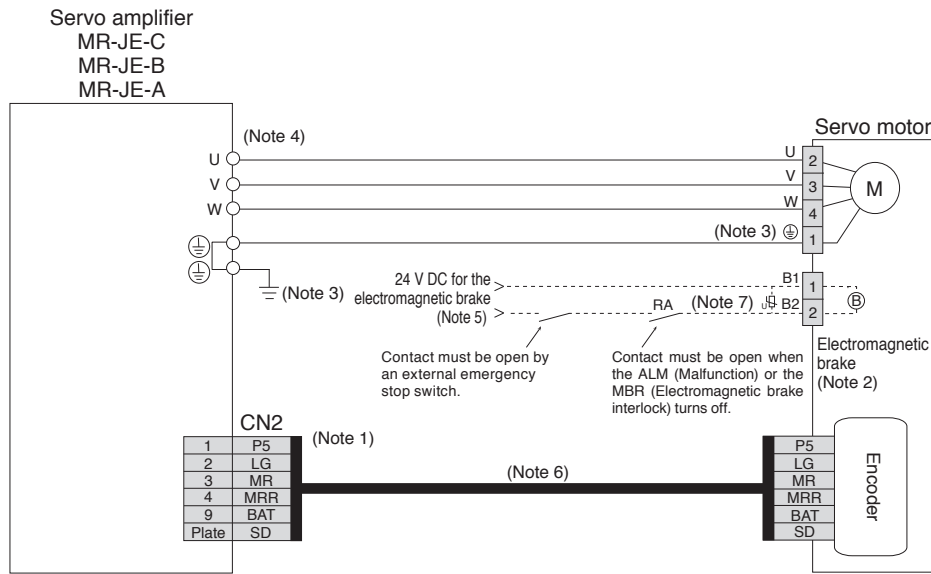 Servo amplifier
MR-JE-C
MR-JE-B
MR-JE-A
(Note 4)
Servo motor
U
U
2
V
V
3
M
W
W
4
(Note 3)
1
(Note 3)
24 V DC for the
electromagnetic brake
(Note 5)
B1
1
RA
(Note 7)
U
B2
2
B
Contact must be open by
an external emergency
stop switch.
Contact must be open when
the ALM (Malfunction) or the
MBR (Electromagnetic brake
interlock) turns off.
Electromagnetic
brake
(Note 2)
CN2
(Note 1)
(Note 6)
1 P5
2 LG
3 MR
4 MRR
9 BAT
Plate SD
P5
LG
MR
MRR
BAT
SD
Encoder